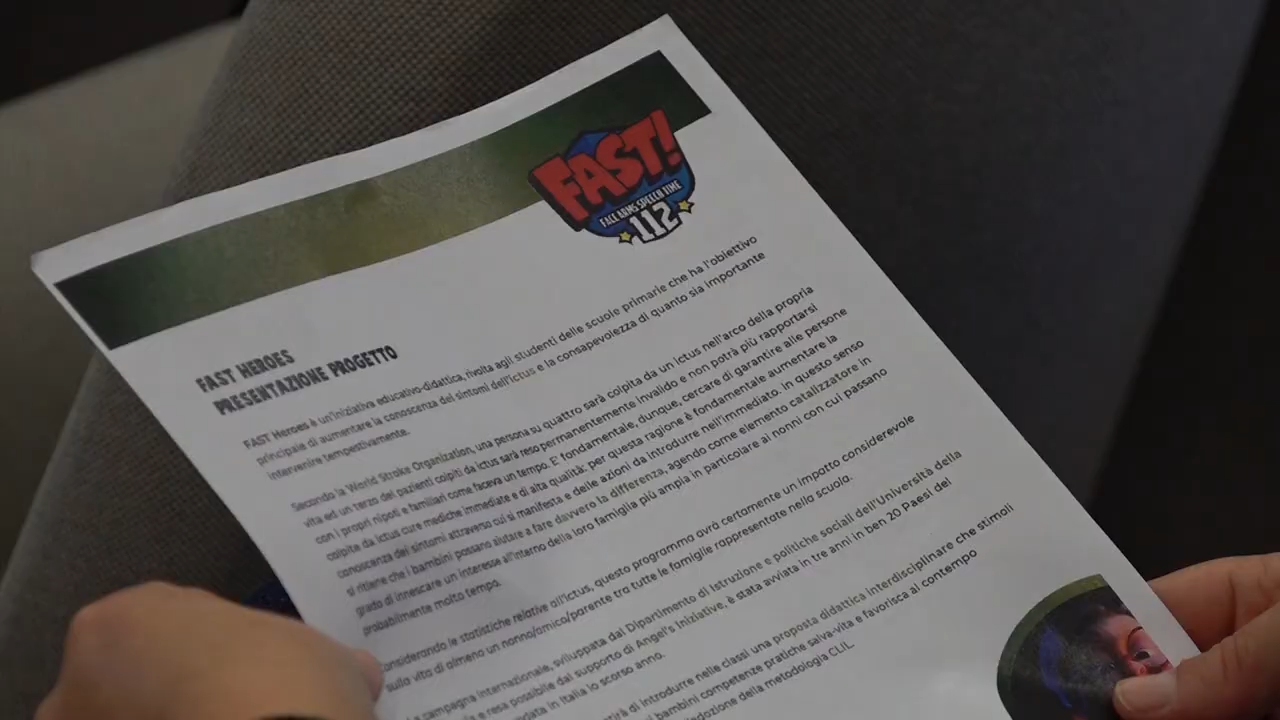 FAST!
FACE ARMS SPEECH TIME
112
FAST HEROES
PRESENTAZIONE PROGETTO
FAST Heroes è un'iniziativa educativo-didattica, rivolta agli studenti delle scuole primarie che ha l'obiettivo
principale di aumentare la conoscenza dei sintomi dell'ictus e la consapevolezza di quanto sia importante
intervenire tempestivamente.
Secondo la World Stroke Organization, una persona su quattro sarà colpita da un ictus nell'arco della propria
vita ed un terzo dei pazienti colpiti da ictus sarà reso permanentemente invalido e non potrà più rapportarsi
con i propri nipoti e familiari come faceva un tempo. E' fondamentale, dunque, cercare di garantire alle persone
colpite da ictus cure mediche immediate e di alta qualità: per questa ragione è fondamentale aumentare la
conoscenza dei sintomi attraverso cui si manifesta e delle azioni da introdurre nell'immediato. in questo senso
si ritiene che i bambini possano aiutare a fare davvero la differenza, agendo come elemento catalizzatore in
grado di innescare un interesse all'interno della loro famiglia più ampia in particolare ai nonni con cui passano
probabilmente molto tempo.
onsiderando le statistiche relative all'ictus, questo programma avrà certamente un impatto considerevole
sulla vita di almeno un nonno/amico/parente tra tutte le famiglie rappresentate nella scuola.
campagna internazionale, sviluppata dal Dipartimento di Istruzione e politiche sociali dell'Università della
e resa possibile dal supporto di Angel's Initiative, è stata avviata in tre anni in ben 20 Paesi del
in Italia lo scorso anno.
di introdurre nelle classi una proposta didattica interdisciplinare che stimoli
i bambini competenze pratiche salva-vita e favorisca al contempo
della metodologia CLIL.